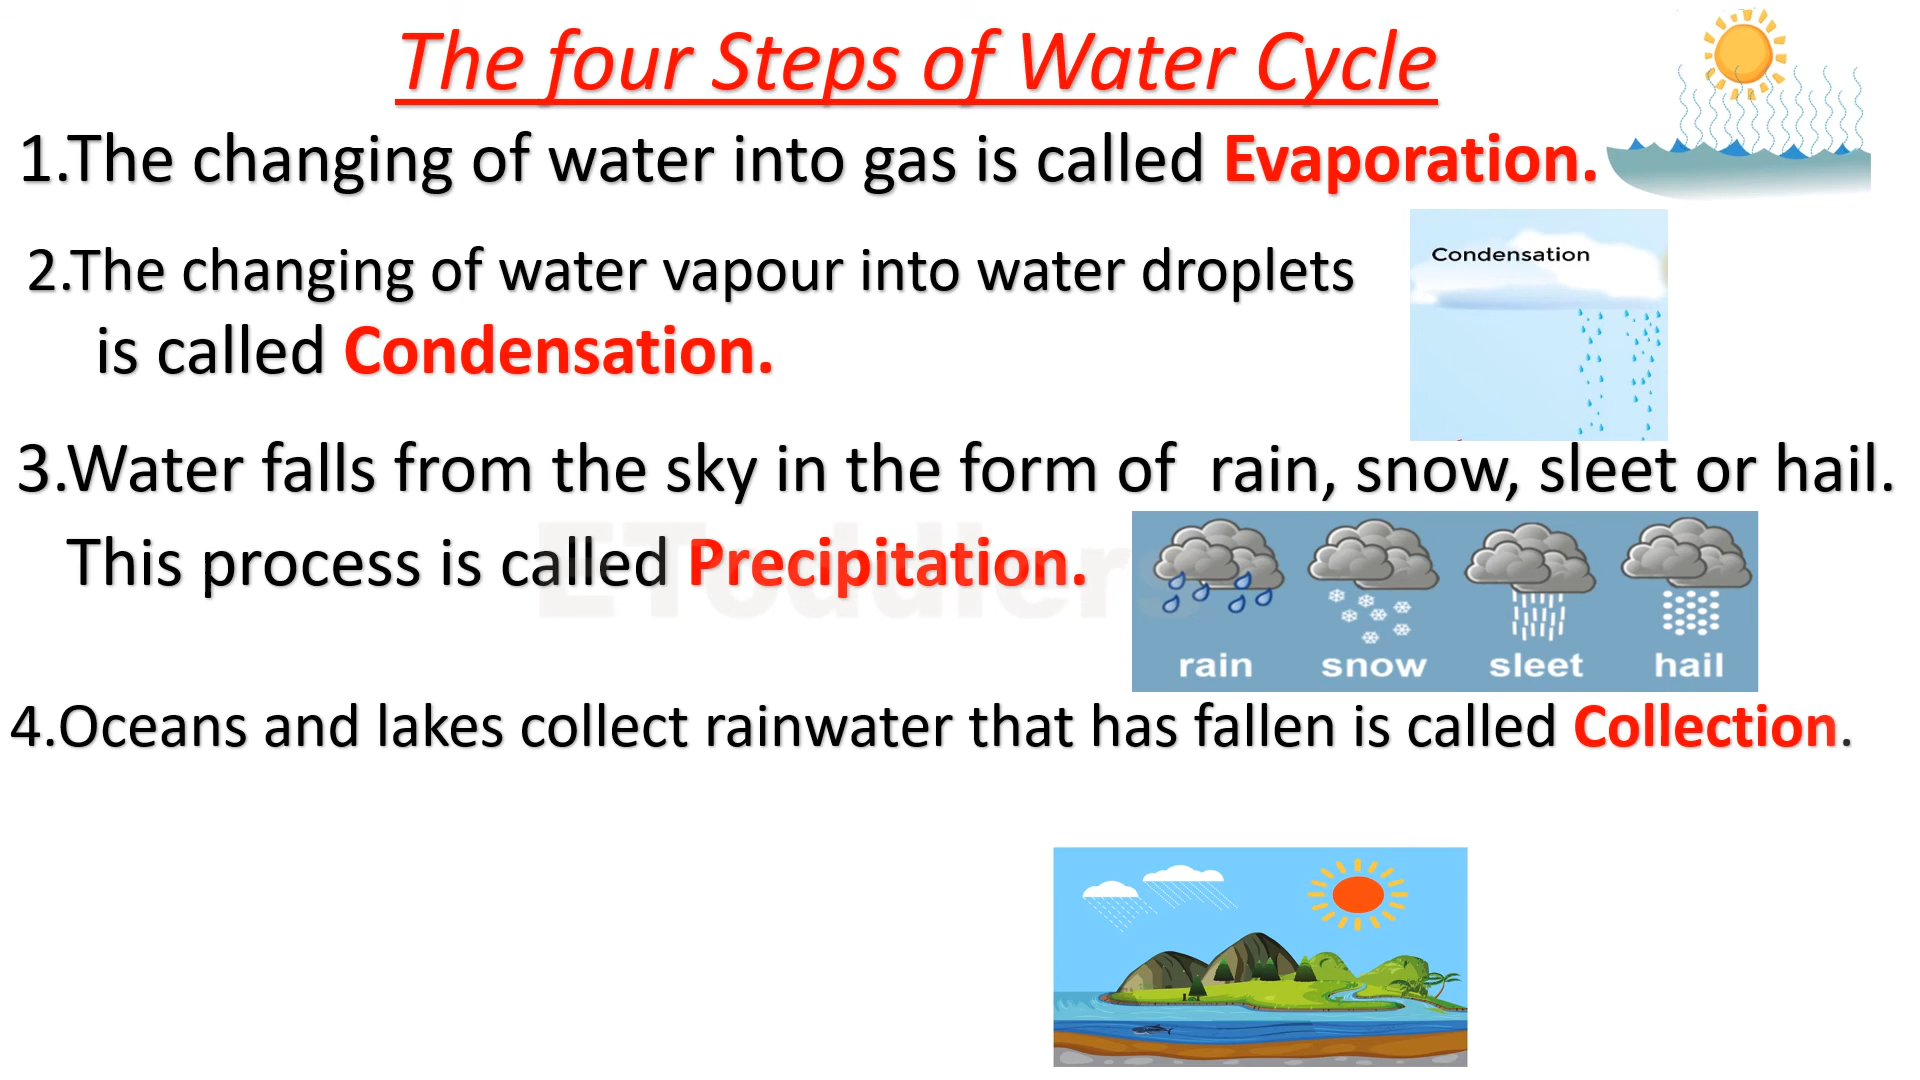 The four Steps of Water Cycle
1.The changing of water into gas is called Evaporation.
2.The changing of water vapour into water droplets
is called Condensation.
Condensation
3.Water falls from the sky in the form of  rain, snow, sleet or hail.
This process is called Precipitation.
EToddlers
rain snow sleet hail
4.Oceans and lakes collect rainwater that has fallen is called Collection.